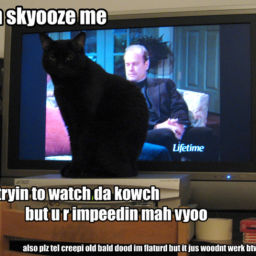 skyooze me
Lifetime
tryin to watch da kowch
but u r impeedin mah vyoo
also plz tel creepi old bald dood im flaturd but it jus woodnt werk btw